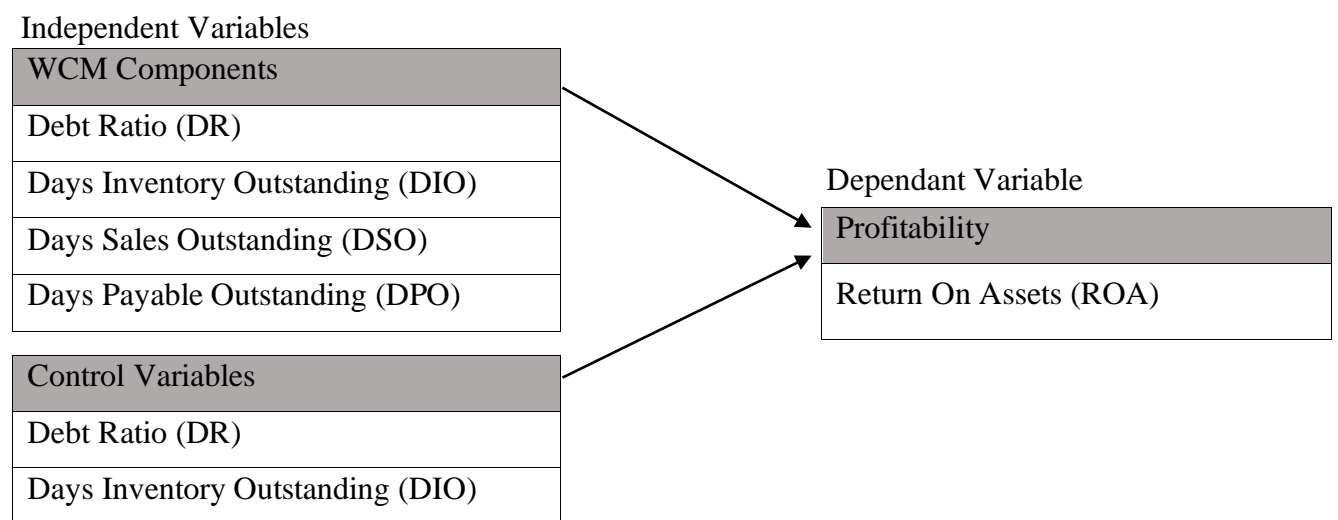 Independent Variables
WCM Components
Debt Ratio (DR)
Days Inventory Outstanding (DIO)
Days Sales Outstanding (DSO)
Days Payable Outstanding (DPO)
Control Variables
Debt Ratio (DR)
Days Inventory Outstanding (DIO)
Dependant Variable
Profitability
Return On Assets (ROA)